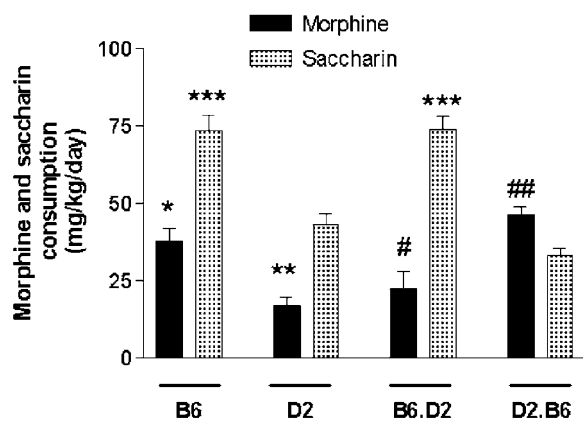 Morphine
Saccharin
Morphine and saccharin
consumption
(mg/kg/day)
100
75
50
25
0
*
***
**
#
***
##
B6
D2
B6.D2
D2.B6